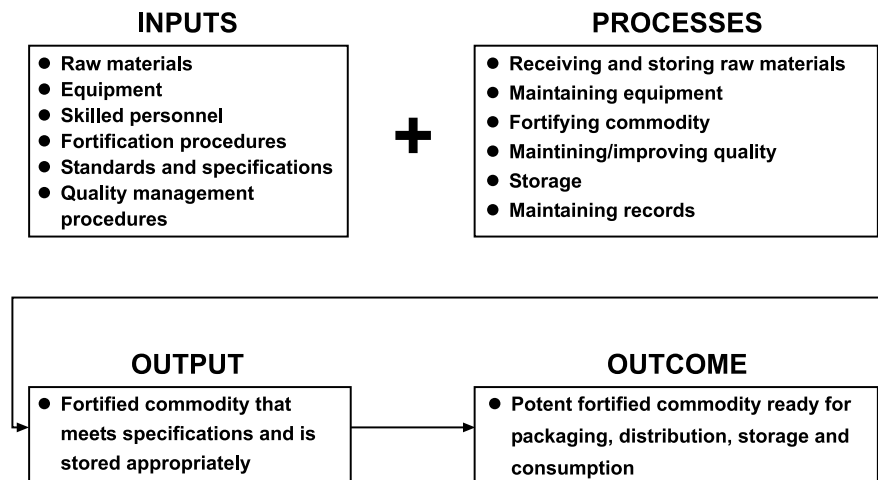 INPUTS
● Raw materials
● Equipment
● Skilled personnel
● Fortification procedures
● Standards and specifications
● Quality management
procedures
+
PROCESSES
● Receiving and storing raw materials
● Maintaining equipment
● Fortifying commodity
● Maintining/improving quality
● Storage
● Maintaining records
OUTPUT
● Fortified commodity that
meets specifications and is
stored appropriately
OUTCOME
● Potent fortified commodity ready for
packaging, distribution, storage and
consumption